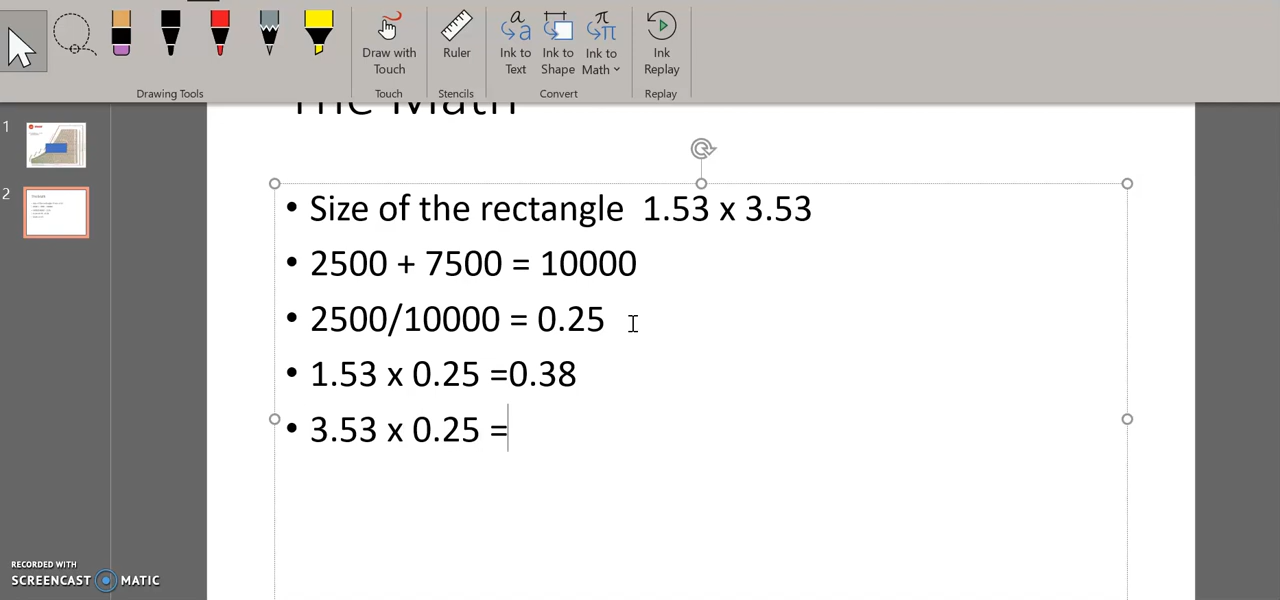 Draw with Touch
Ruler
Ink to Text
Ink to Shape
Ink to Math
Ink Replay
Drawing Tools
Touch
Stencils
Convert
Replay
1
2
The Math
• Size of the rectangle  1.53 x 3.53
• 2500 + 7500 = 10000
• 2500/10000 = 0.25
• 1.53 x 0.25 =0.38
• 3.53 x 0.25 =
RECORDED WITH
SCREENCAST MATIC